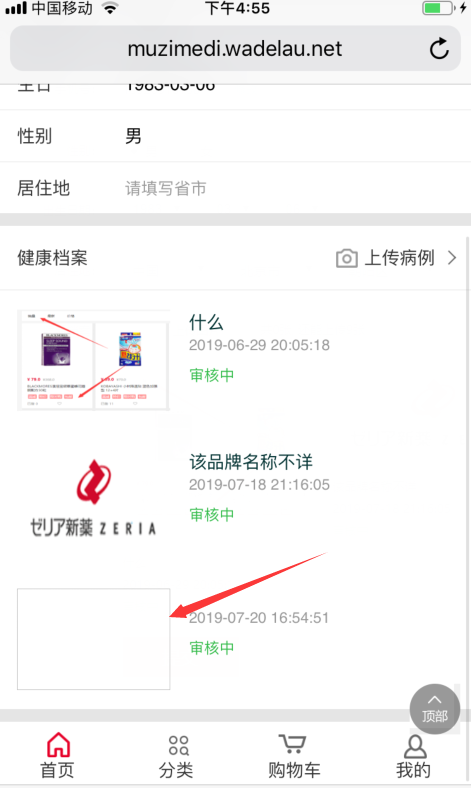 中国移动 下午4:55
muzimedi.wadelau.net
生日 1983-03-06
性别 男
居住地 请填写省市
健康档案 上传病例
什么
2019-06-29 20:05:18
审核中
ゼリア新薬 ZERIA
该品牌名称不详
2019-07-18 21:16:05
审核中
2019-07-20 16:54:51
审核中
顶部
首页 分类 购物车 我的